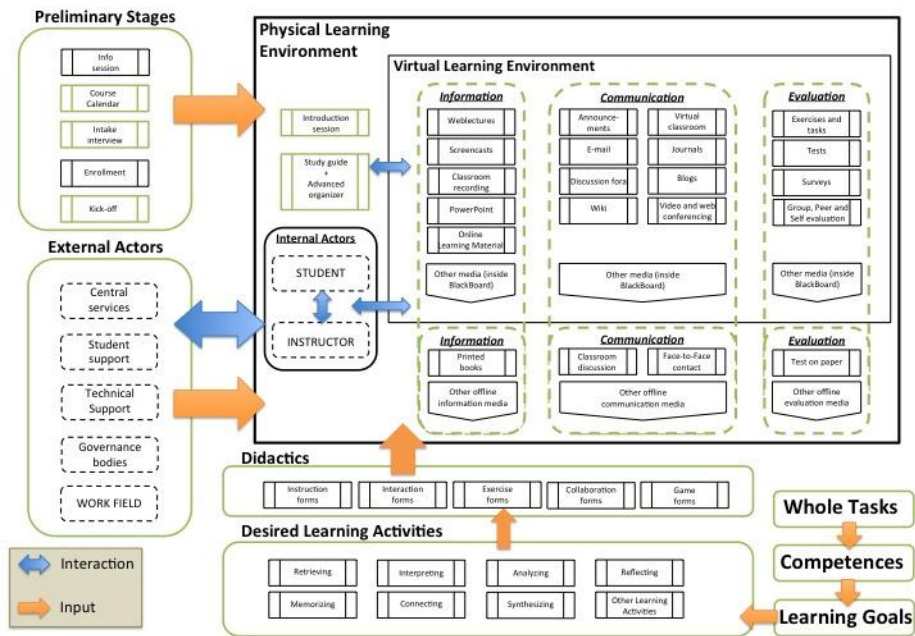 Preliminary Stages
Info
session
Course
Calendar
Intake
interview
Enrollment
Kick-off
External Actors
Central
services
Student
support
Technical
Support
Governance
bodies
WORK FIELD
Interaction
Input
Physical Learning
Environment
Introduction
session
Study guide
+
Advanced
organizer
Internal Actors
STUDENT
INSTRUCTOR
Virtual Learning Environment
Information
Weblectures
Screencasts
Classroom
recording
PowerPoint
Online
Learning Material
Other media (inside
BlackBoard)
Communication
Announce-
ments
Virtual
classroom
E-mail
Journals
Discussion fora
Blogs
Wiki
Video and web
conferencing
Other media (inside
BlackBoard)
Evaluation
Exercises and
tasks
Tests
Surveys
Group, Peer and
Self evaluation
Other media (inside
BlackBoard)
Information
Printed
books
Other offline
information media
Communication
Classroom
discussion
Face-to-Face
contact
Other offline
communication media
Evaluation
Test on paper
Other offline
evaluation media
Didactics
Instruction
forms
Interaction
forms
Exercise
forms
Collaboration
forms
Game
forms
Desired Learning Activities
Retrieving
Interpreting
Analyzing
Reflecting
Memorizing
Connecting
Synthesizing
Other Learning
Activities
Whole Tasks
Competences
Learning Goals